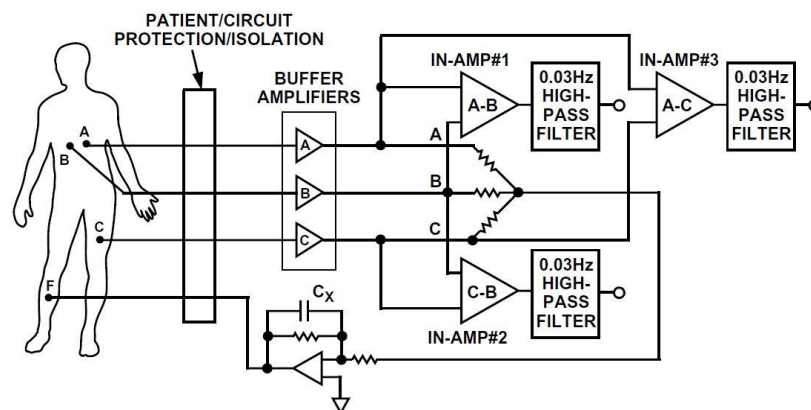 PATIENT/CIRCUIT
PROTECTION/ISOLATION
BUFFER
AMPLIFIERS
IN-AMP#1
IN-AMP#3
0.03Hz
HIGH-
PASS
FILTER
0.03Hz
HIGH-
PASS
FILTER
A-B
A-C
A
B
C
F
A
B
C
A
B
C
C-B
0.03Hz
HIGH-
PASS
FILTER
IN-AMP#2
CX